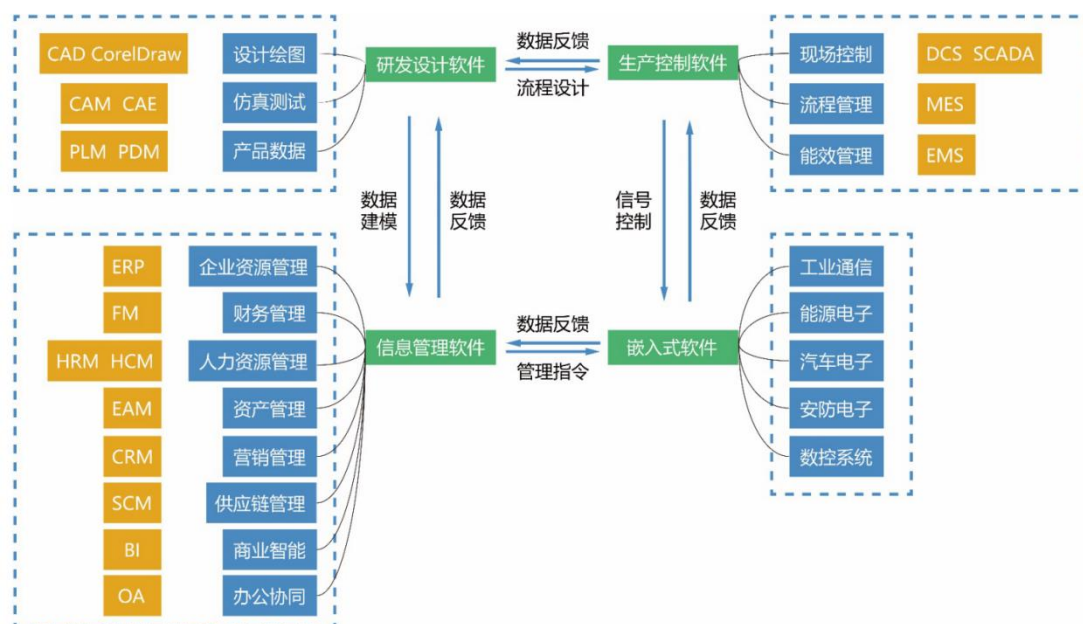 CAD CorelDraw 设计绘图
CAM CAE 仿真测试
PLM PDM 产品数据
研发设计软件
数据反馈
流程设计
生产控制软件
现场控制 DCS SCADA
流程管理 MES
能效管理 EMS
数据
建模
数据
反馈
信号
控制
数据
反馈
ERP 企业资源管理
FM 财务管理
HRM HCM 人力资源管理
EAM 资产管理
CRM 营销管理
SCM 供应链管理
BI 商业智能
OA 办公协同
信息管理软件
数据反馈
管理指令
嵌入式软件
工业通信
能源电子
汽车电子
安防电子
数控系统